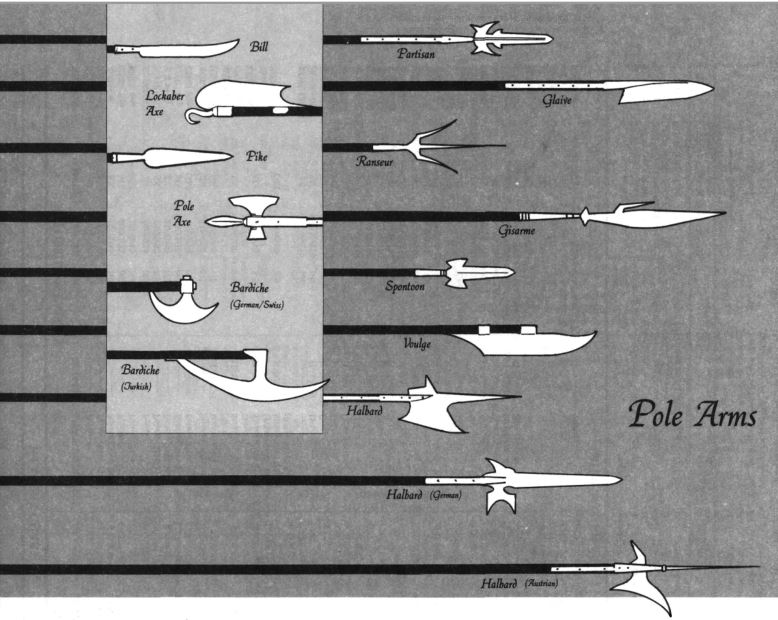 Bill
Lockaber
Axe
Pike
Pole
Axe
Bardiche
(German/Swiss)
Bardiche
(Turkish)
Partisan
Glaive
Ranseur
Gisarme
Spontoon
Voulge
Halbard
Pole Arms
Halbard (German)
Halbard (Austrian)